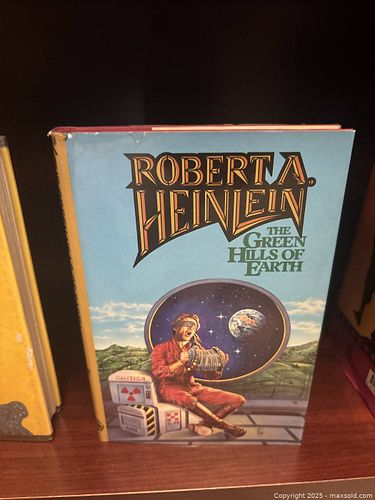 ROBERT A.
HEINLEIN
THE
GREEN
HILLS OF
EARTH
CAUTION
Copyright 2025 - maxsold.com